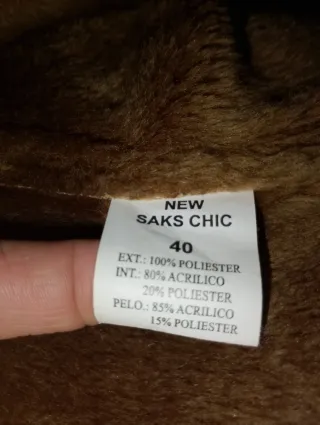 NEW
SAKS CHIC
40
EXT.: 100% POLIESTER
INT.: 80% ACRILICO
20% POLIESTER
PELO.: 85% ACRILICO
15% POLIESTER